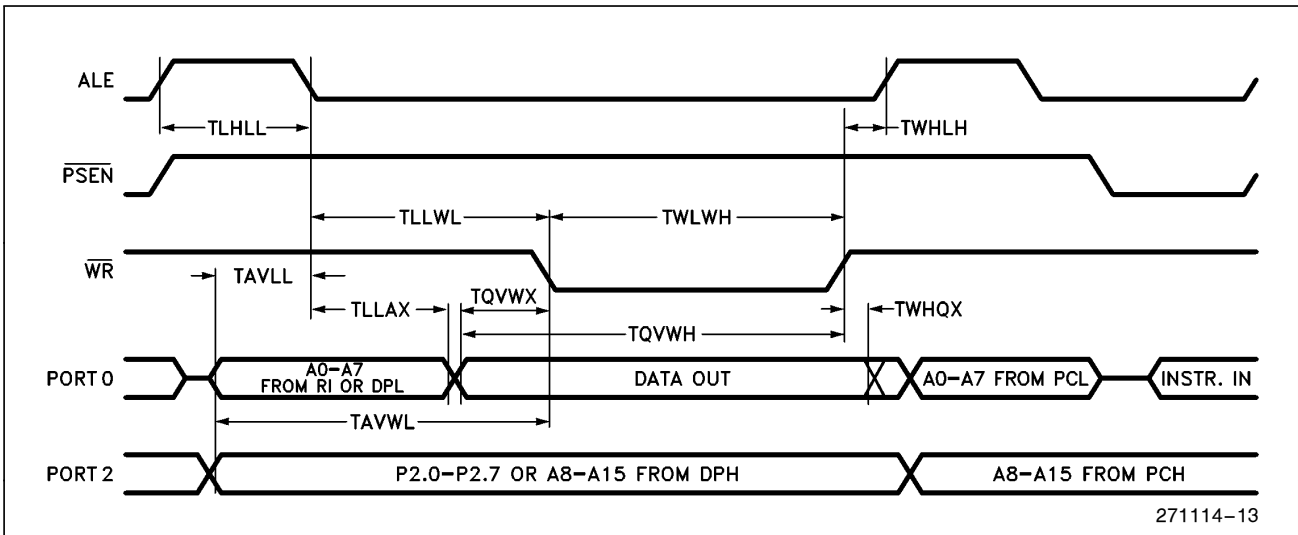 ALE
TLHLL
TWHLH
PSEN
TLLWL
TWLWH
WR
TAVLL
TLLAX
TQVWX
TWHQX
TQVWH
PORT 0
A0–A7
FROM RI OR DPL
DATA OUT
A0–A7 FROM PCL
INSTR. IN
TAVWL
PORT 2
P2.0–P2.7 OR A8–A15 FROM DPH
A8–A15 FROM PCH
271114–13